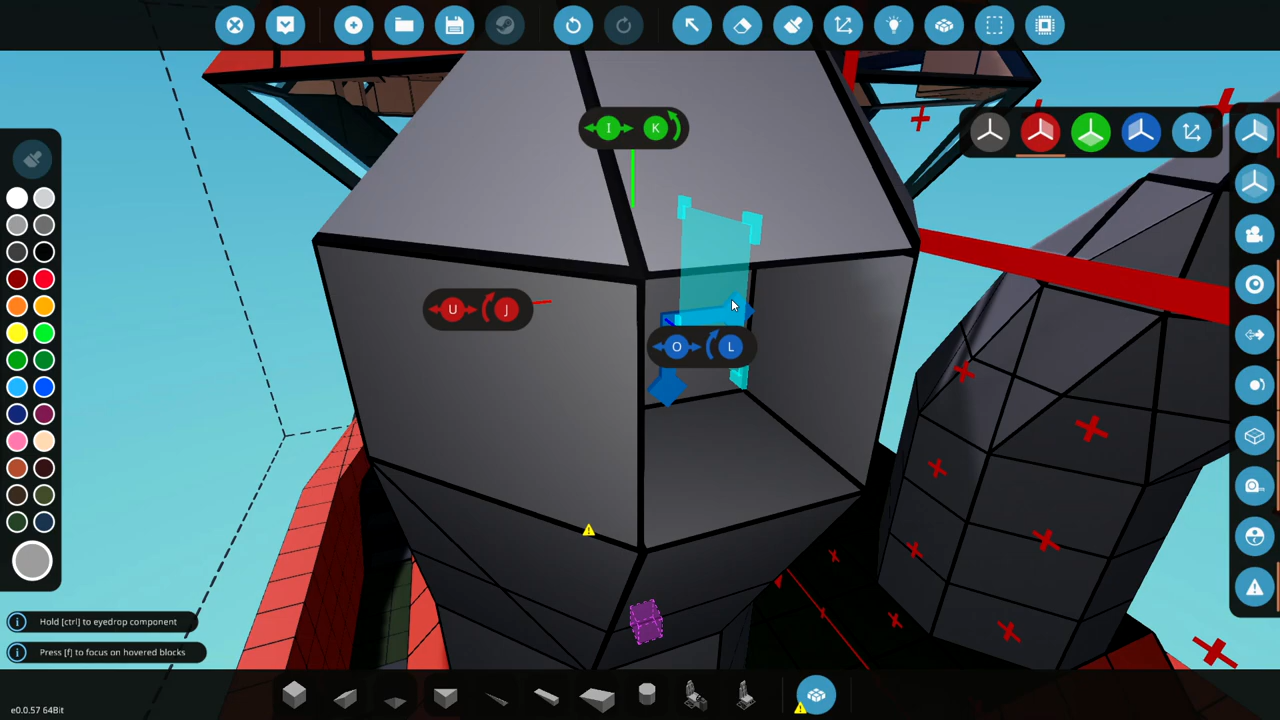 I K
U J
O L
Hold [ctrl] to eyedrop component
Press [f] to focus on hovered blocks
e0.0.57 64Bit